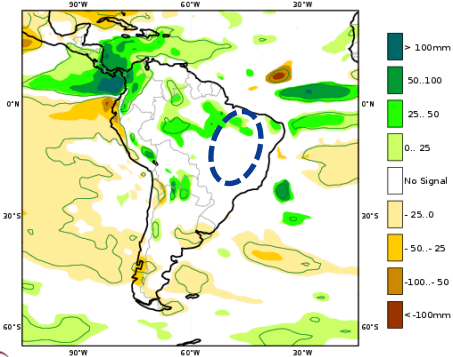 90°W 60°W 30°W
> 100mm
50..100
0°N 0°N
25.. 50
0.. 25
No Signal
30°S 30°S
- 25..0
- 50..- 25
-100..- 50
60°S 60°S
<-100mm
90°W 60°W 30°W